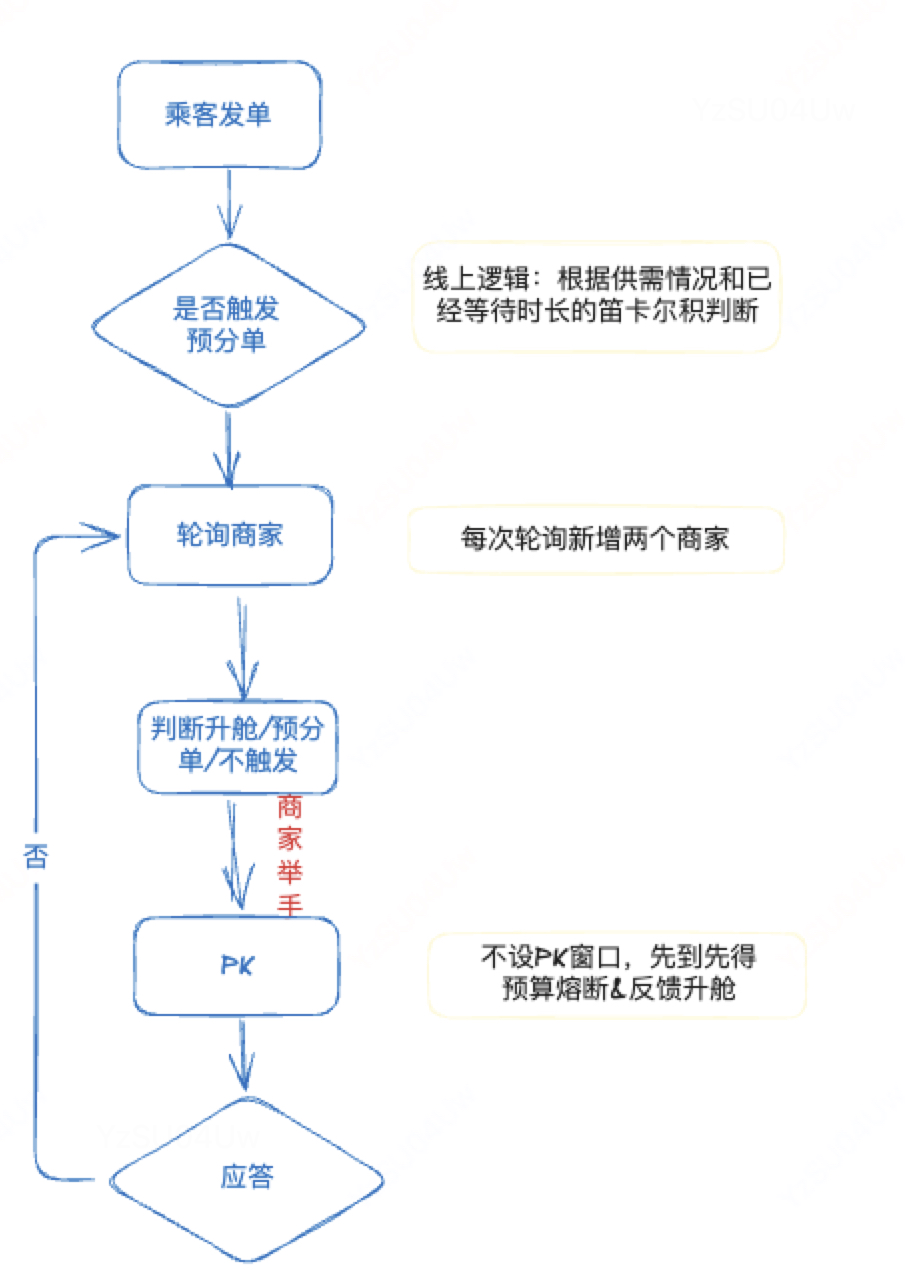 乘客发单
是否触发
预分单
线上逻辑：根据供需情况和已
经等待时长的笛卡尔积判断
轮询商家
每次轮询新增两个商家
判断升舱/预分
单/不触发
商
家
举
手
否
PK
不设PK窗口，先到先得
预算熔断&反馈升舱
应答
YzSU04Uw
YzSU04Uw